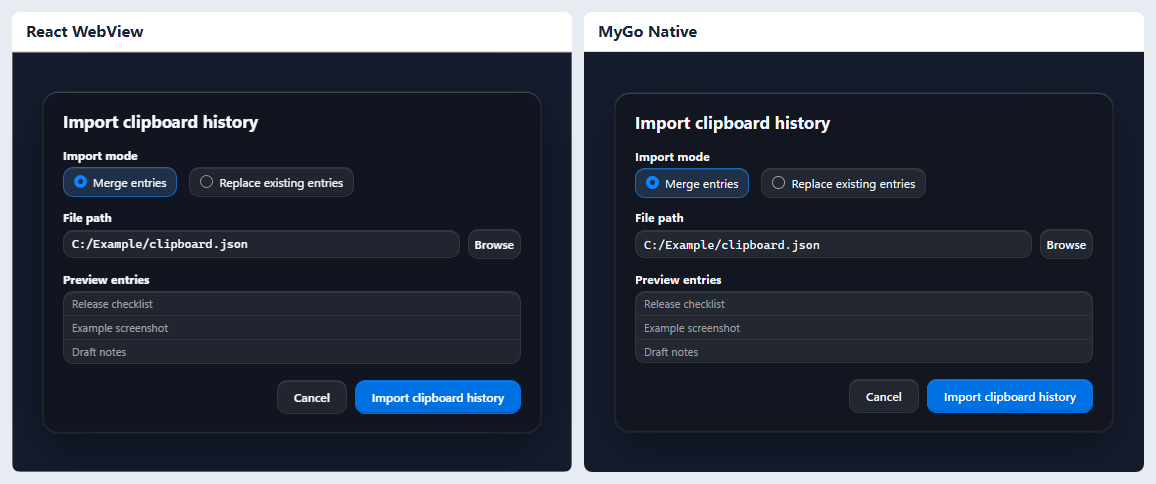 React WebView
Import clipboard history
Import mode
Merge entries
Replace existing entries
File path
C:/Example/clipboard.json
Browse
Preview entries
Release checklist
Example screenshot
Draft notes
Cancel
Import clipboard history
MyGo Native
Import clipboard history
Import mode
Merge entries
Replace existing entries
File path
C:/Example/clipboard.json
Browse
Preview entries
Release checklist
Example screenshot
Draft notes
Cancel
Import clipboard history